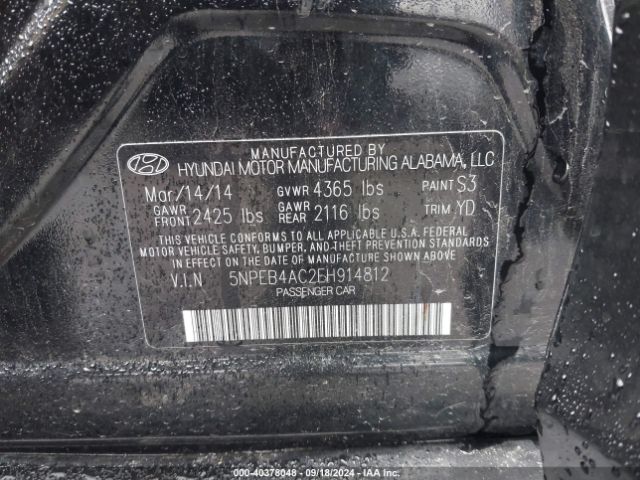 MANUFACTURED BY
HYUNDAI MOTOR MANUFACTURING ALABAMA, LLC
Mar/14/14 GVWR 4365 lbs PAINT S3
GAWR FRONT 2425 lbs GAWR REAR 2116 lbs TRIM YD
THIS VEHICLE CONFORMS TO ALL APPLICABLE U.S.A. FEDERAL
MOTOR VEHICLE SAFETY, BUMPER, AND THEFT PREVENTION STANDARDS
IN EFFECT ON THE DATE OF MANUFACTURE SHOWN ABOVE.
V.I.N 5NPEB4AC2EH914812
PASSENGER CAR
00-40378048 - 09/18/2024 - IAA Inc.